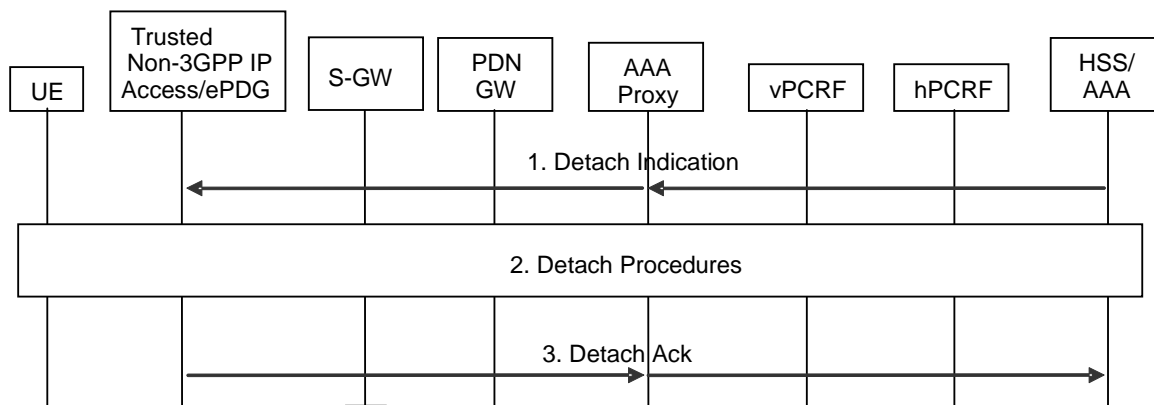 Trusted
Non-3GPP IP
Access/ePDG
UE
S-GW
PDN
GW
AAA
Proxy
vPCRF
hPCRF
HSS/
AAA
1. Detach Indication
2. Detach Procedures
3. Detach Ack